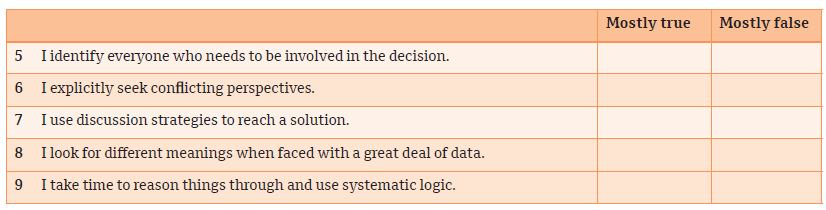 Mostly true Mostly false
5 I identify everyone who needs to be involved in the decision.
6 I explicitly seek conflicting perspectives.
7 I use discussion strategies to reach a solution.
8 I look for different meanings when faced with a great deal of data.
9 I take time to reason things through and use systematic logic.